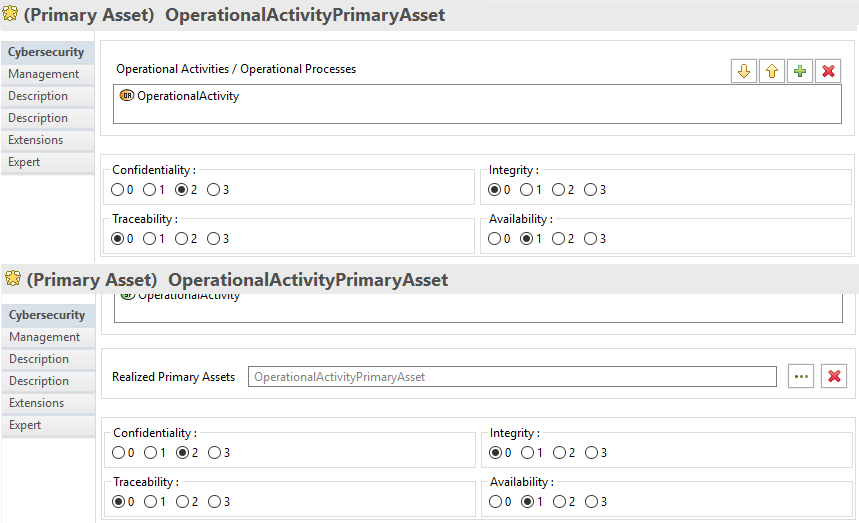 (Primary Asset) OperationalActivityPrimaryAsset
Cybersecurity
Management
Description
Description
Extensions
Expert
Operational Activities / Operational Processes
OA OperationalActivity
Confidentiality :
0 1 2 3
Integrity :
0 1 2 3
Traceability :
0 1 2 3
Availability :
0 1 2 3
(Primary Asset) OperationalActivityPrimaryAsset
Cybersecurity
Management
Description
Description
Extensions
Expert
OperationalActivity
Realized Primary Assets OperationalActivityPrimaryAsset
...
Confidentiality :
0 1 2 3
Integrity :
0 1 2 3
Traceability :
0 1 2 3
Availability :
0 1 2 3